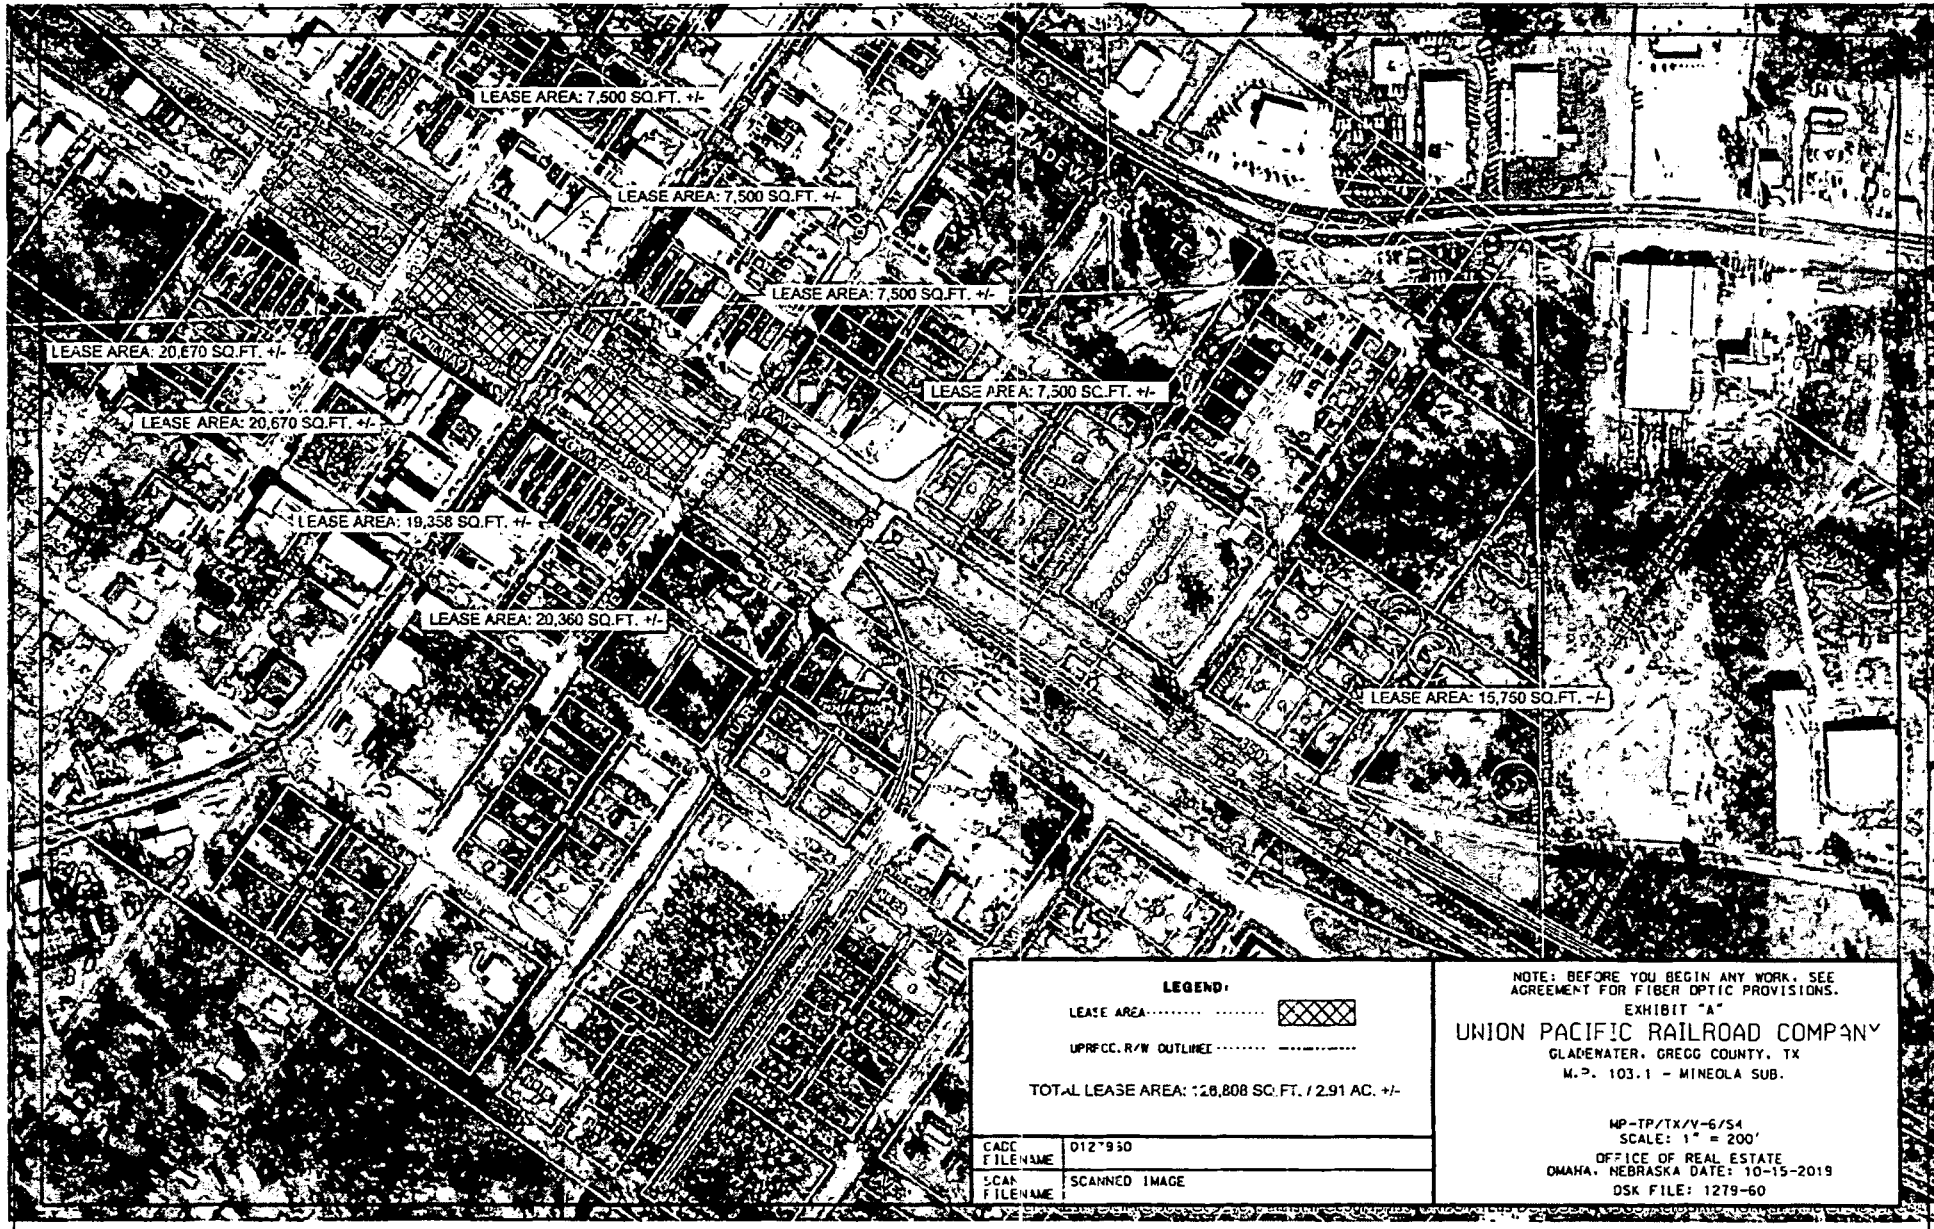 LEASE AREA: 7,500 SQ.FT. +/-
LEASE AREA: 7,500 SQ.FT. +/-
LEASE AREA: 7,500 SQ.FT. +/-
LEASE AREA: 20,670 SQ.FT. +/-
LEASE AREA: 7,500 SQ.FT. +/-
LEASE AREA: 20,670 SQ.FT. +/-
LEASE AREA: 19,358 SQ.FT. +/-
LEASE AREA: 20,360 SQ.FT. +/-
LEASE AREA: 15,750 SQ.FT. +/-
LEGEND:
LEASE AREA
UPRRCO. R/W OUTLINED
TOTAL LEASE AREA: 126,808 SQ.FT. / 2.91 AC. +/-
CADD FILENAME
SCAN FILENAME
SCANNED IMAGE
NOTE: BEFORE YOU BEGIN ANY WORK, SEE
AGREEMENT FOR FIBER OPTIC PROVISIONS.
EXHIBIT "A"
UNION PACIFIC RAILROAD COMPANY
GLADEWATER, GREGG COUNTY, TX
M.P. 103.1 - MINEOLA SUB.
MP-TP/TX/V-6/S4
SCALE: 1" = 200'
OFFICE OF REAL ESTATE
OMAHA, NEBRASKA DATE: 10-15-2019
DSK FILE: 1279-60